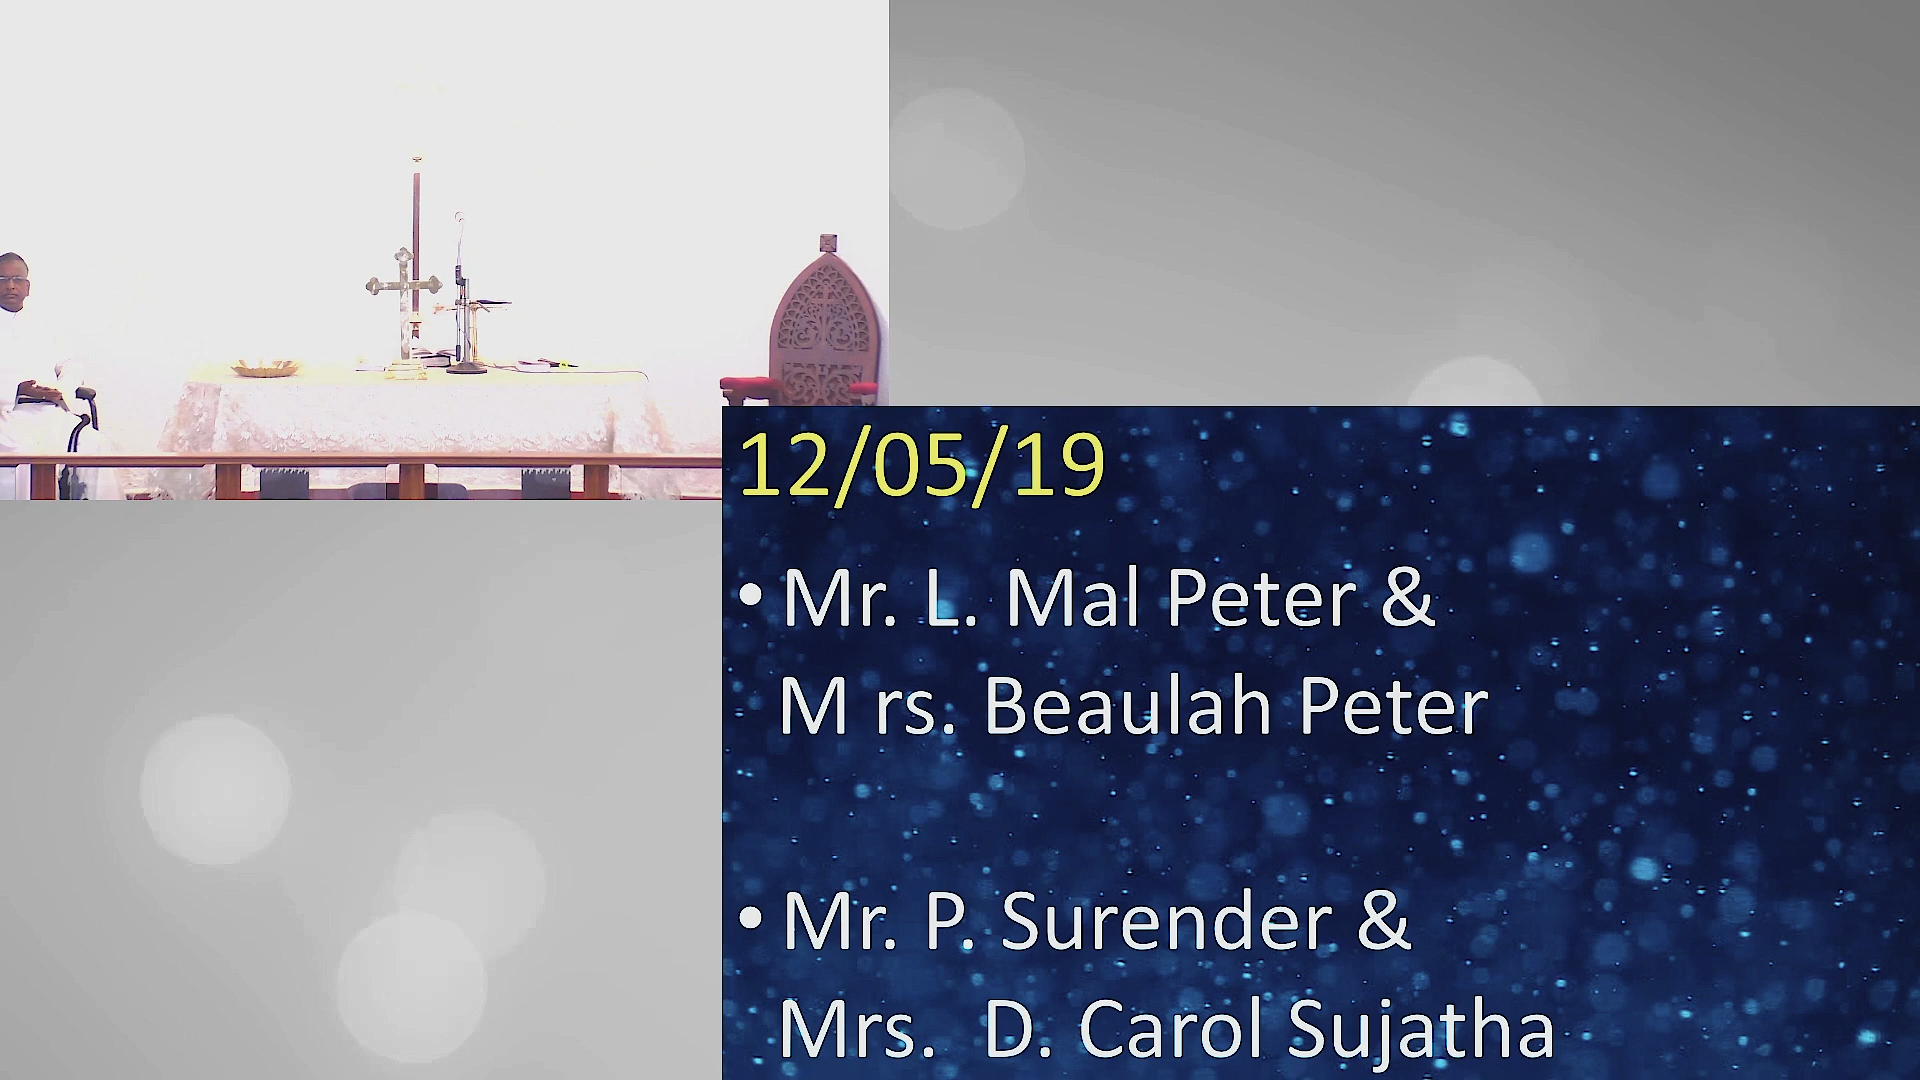 12/05/19
• Mr. L. Mal Peter &
M rs. Beaulah Peter
• Mr. P. Surender &
Mrs. D. Carol Sujatha